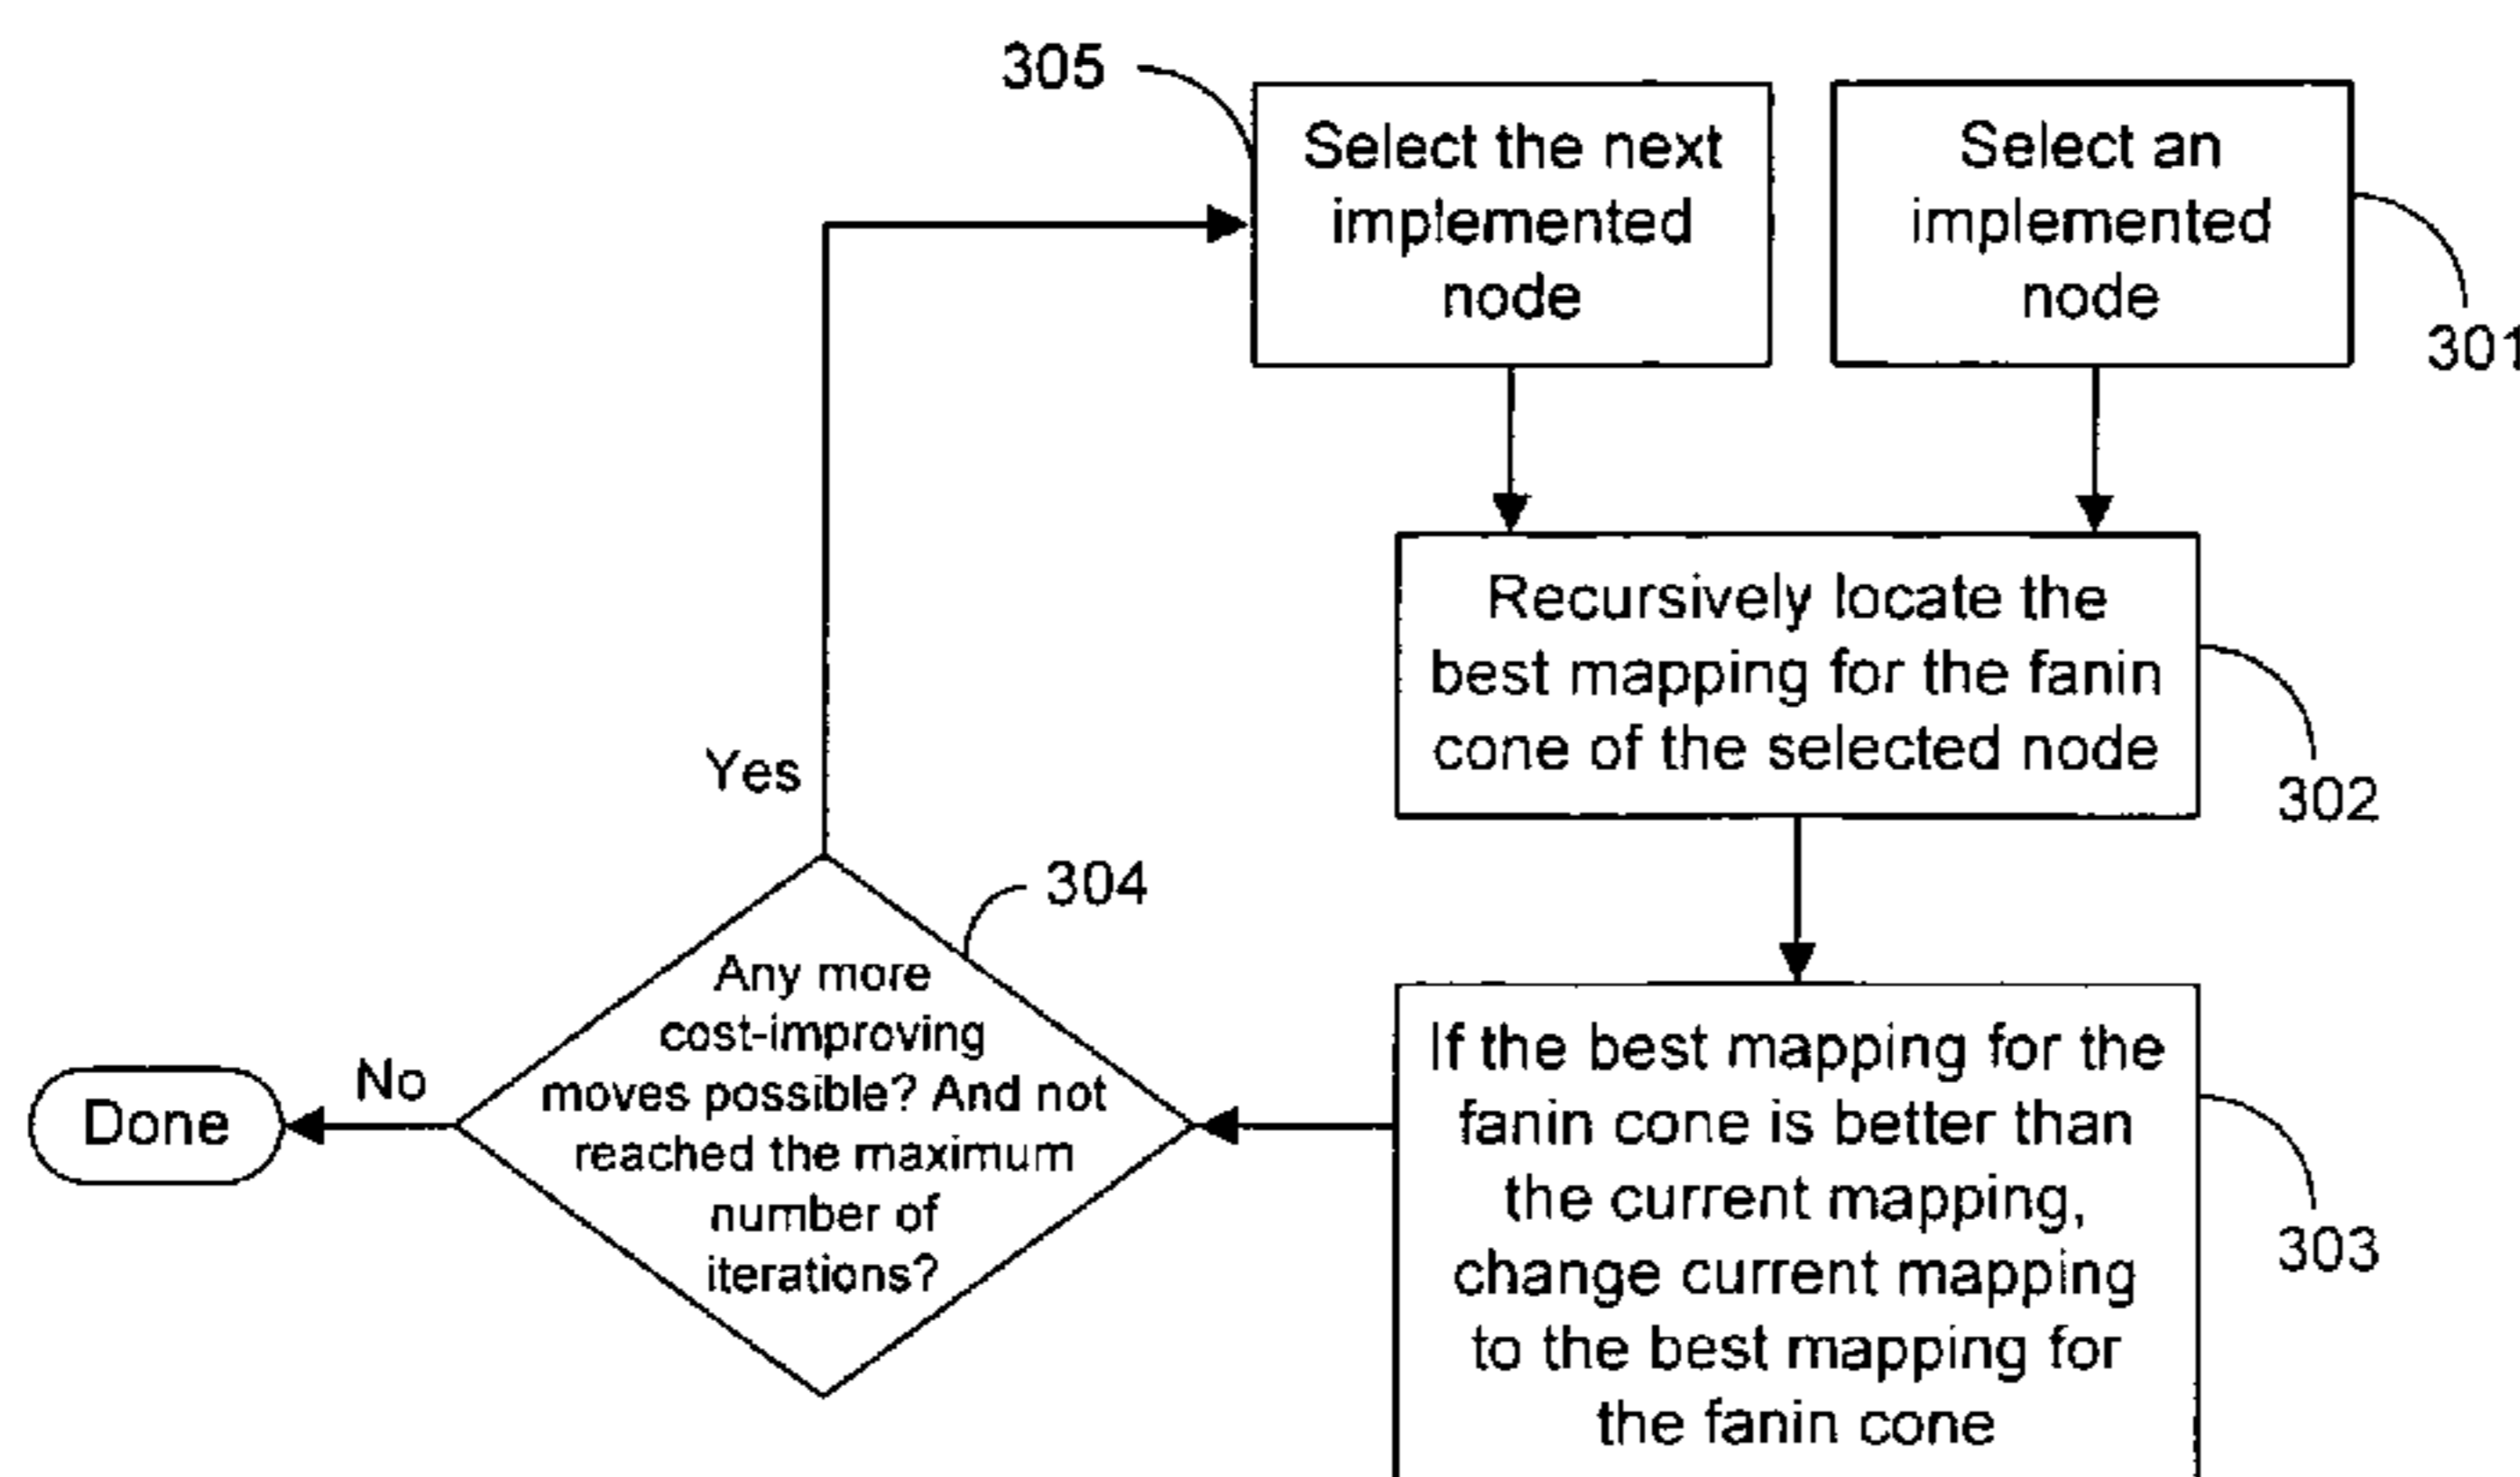 305
Select the next
implemented
node
Select an
implemented
node
301
Recursively locate the
best mapping for the fanin
cone of the selected node
302
Yes
304
Any more
cost-improving
moves possible? And not
reached the maximum
number of
iterations?
No
Done
If the best mapping for the
fanin cone is better than
the current mapping,
change current mapping
to the best mapping for
the fanin cone
303